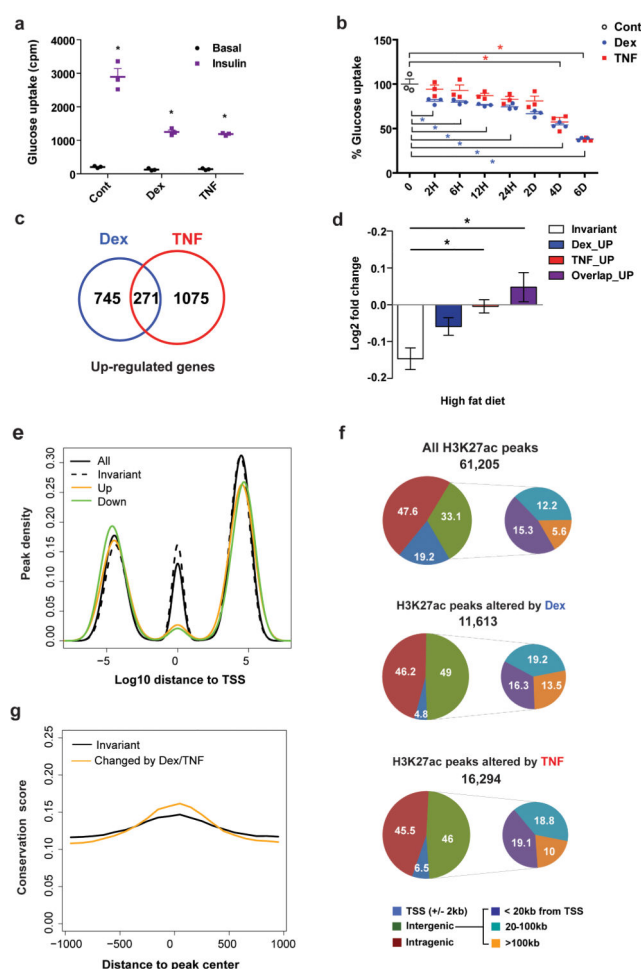 a
Basal
Insulin
Glucose uptake (cpm)
4000
3000
2000
1000
0
*
*
*
Cont
Dex
TNF
b
Cont
Dex
TNF
% Glucose uptake
150
100
50
0
*
*
*
*
*
*
*
*
0
2H
6H
12H
24H
2D
4D
6D
c
Dex
TNF
745
271
1075
Up-regulated genes
d
Invariant
Dex_UP
TNF_UP
Overlap_UP
Log2 fold change
-0.2
0.1
0.0
-0.1
-0.2
*
*
High fat diet
e
All
Invariant
Up
Down
Peak density
0.30
0.25
0.20
0.15
0.10
0.05
0.00
−5
0
5
Log10 distance to TSS
f
All H3K27ac peaks
61,205
47.6
33.1
19.2
12.2
15.3
5.6
H3K27ac peaks altered by Dex
11,613
46.2
49
4.8
19.2
16.3
13.5
H3K27ac peaks altered by TNF
16,294
45.5
46
6.5
18.8
19.1
10
TSS (+/- 2kb)
Intergenic
Intragenic
< 20kb from TSS
20-100kb
>100kb
g
Invariant
Changed by Dex/TNF
Conservation score
0.25
0.20
0.15
0.10
0.05
0.00
−1000
−500
0
500
1000
Distance to peak center